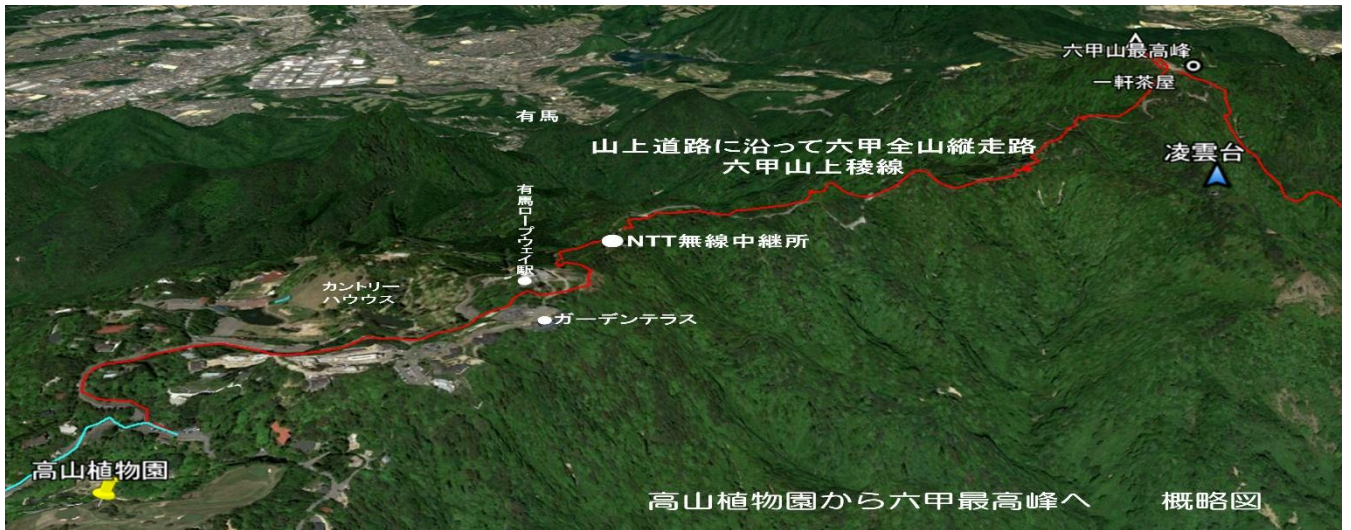 六甲山最高峰
一軒茶屋
有馬
山上道路に沿って六甲全山縦走路
六甲山上稜線
凌雲台
有馬ロープウェイ駅
NTT無線中継所
カントリー
ハウウス
ガーデンテラス
高山植物園
高山植物園から六甲最高峰へ 概略図